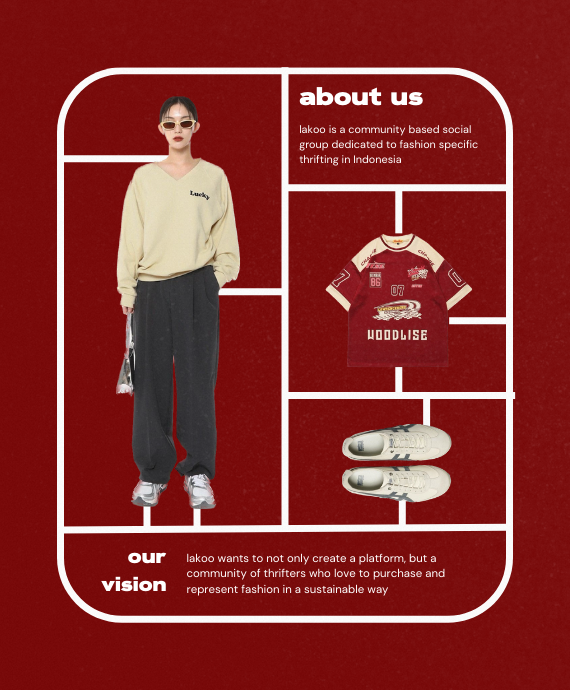 about us
lakoo is a community based social
group dedicated to fashion specific
thrifting in Indonesia
Lucky
07
HOODLISE
our
vision
lakoo wants to not only create a platform, but a
community of thrifters who love to purchase and
represent fashion in a sustainable way